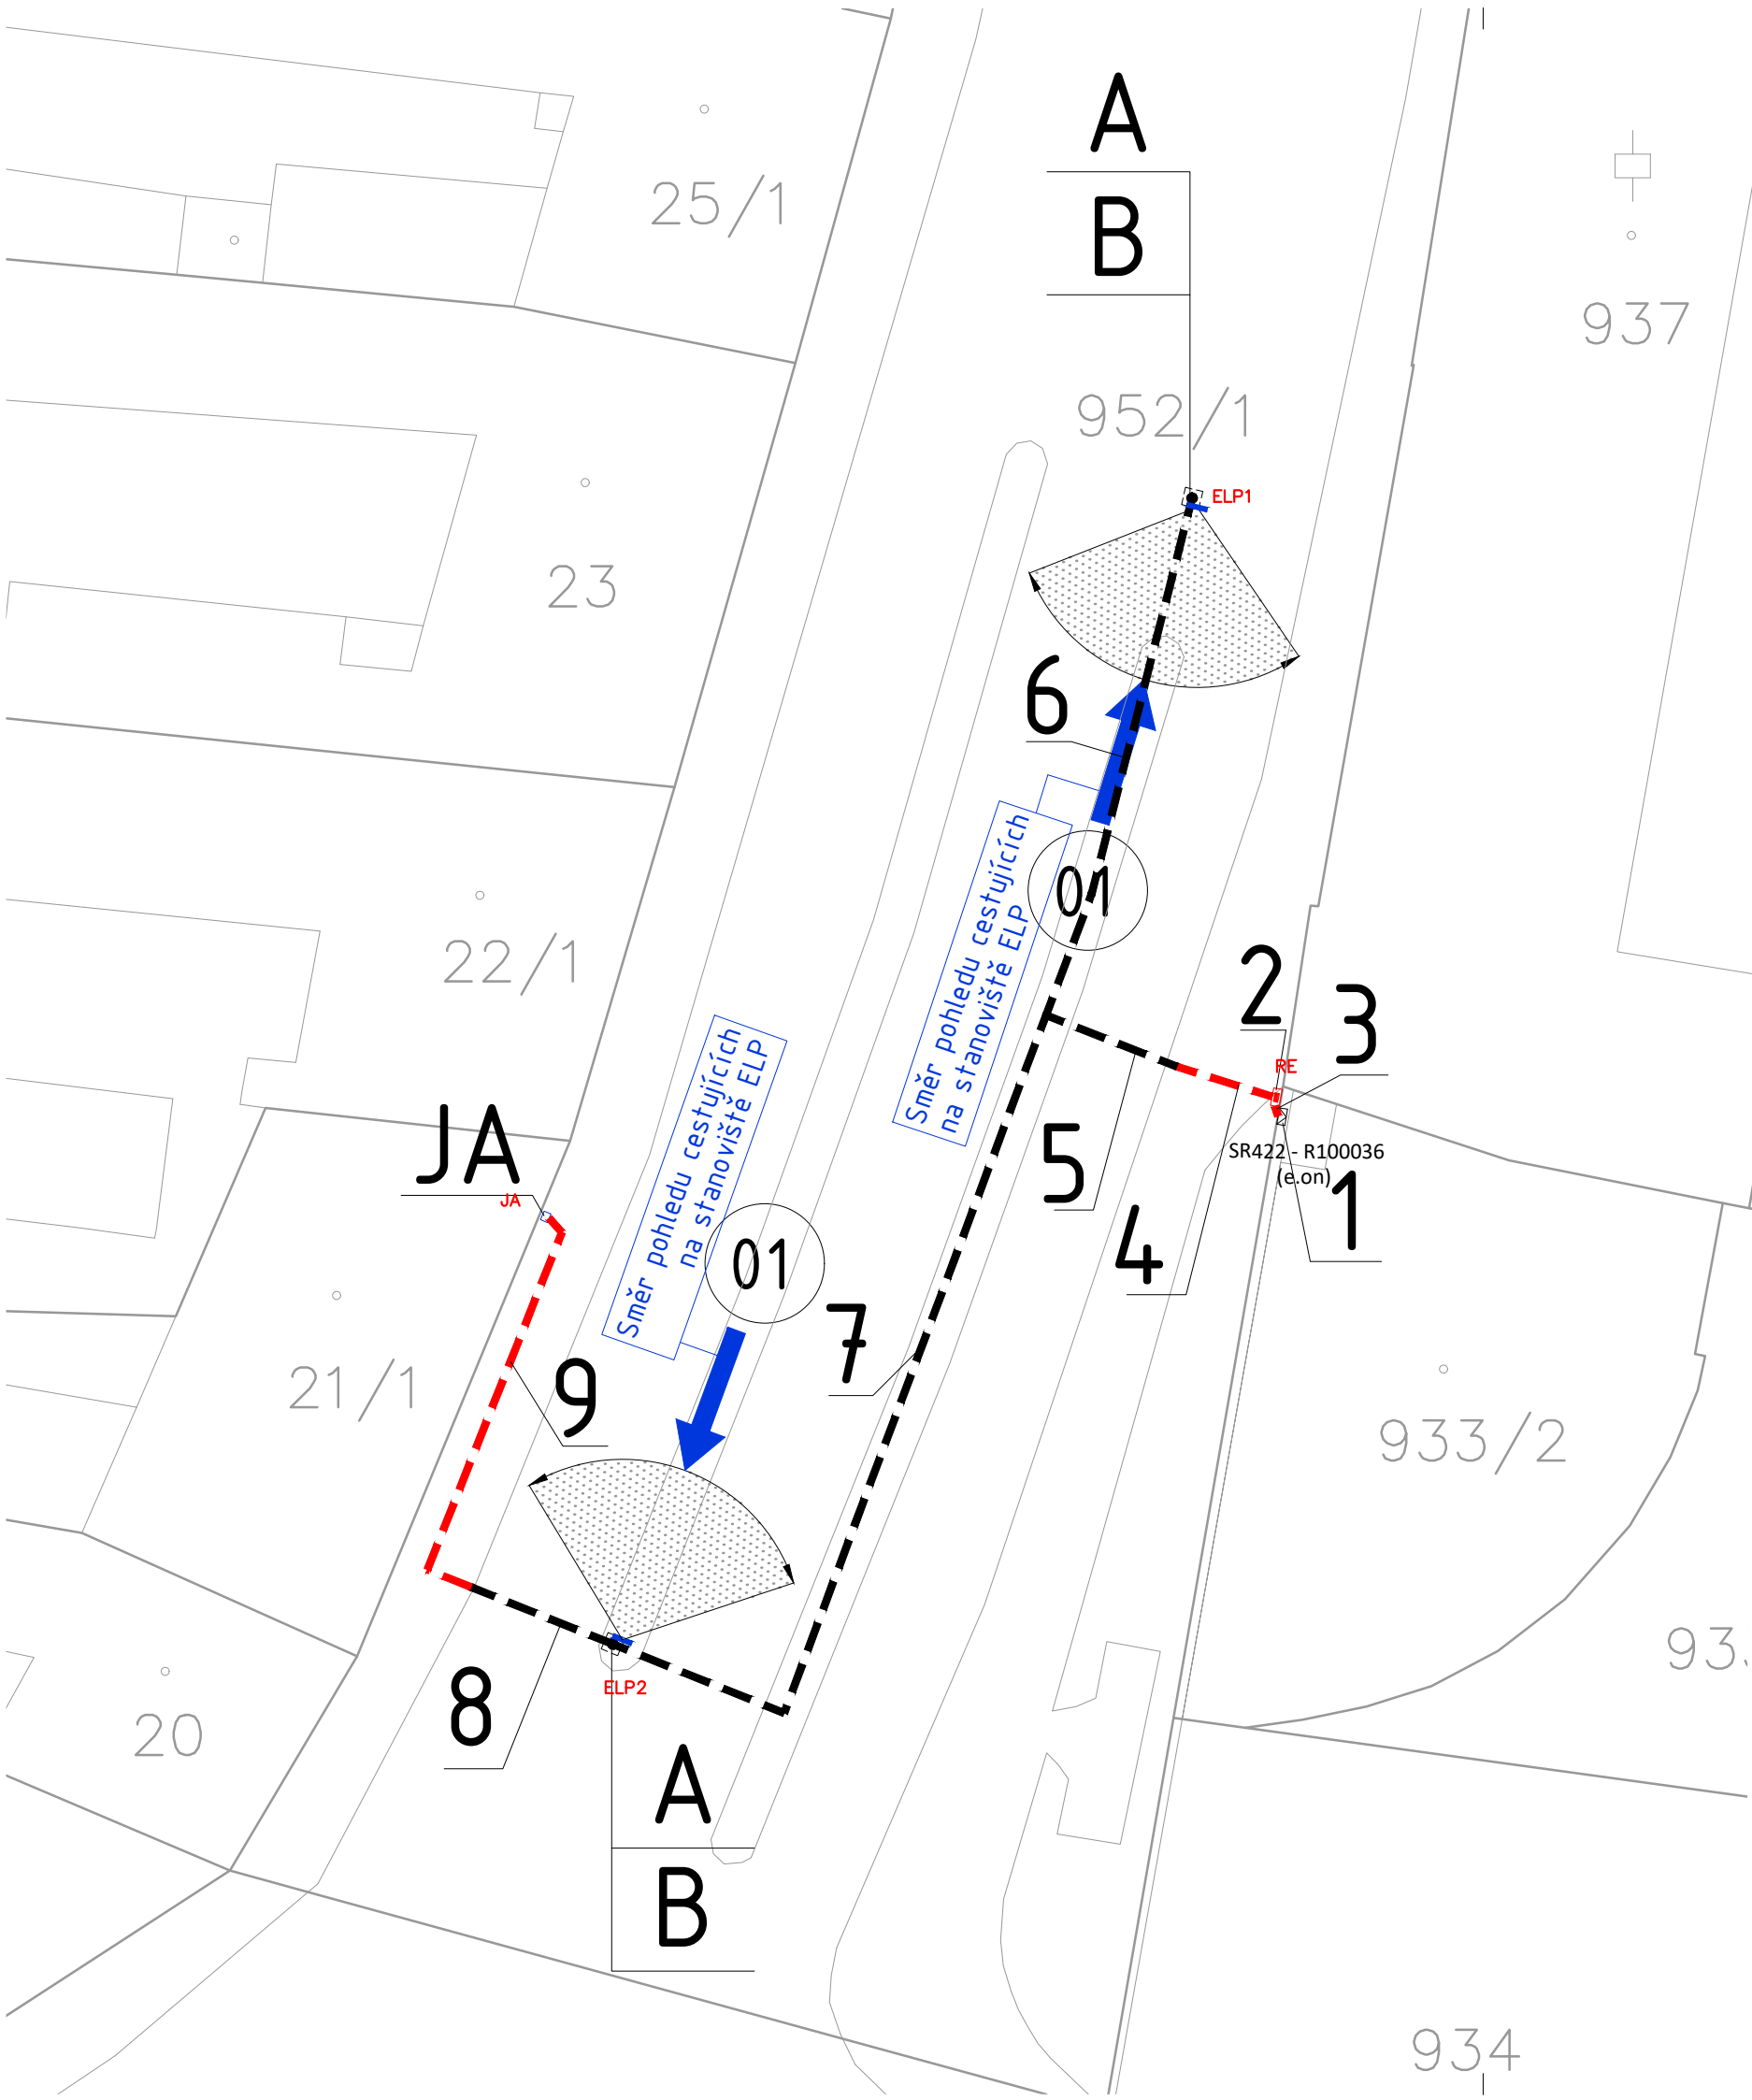 A
25/1
B
937
952/1
ELP1
23
6
Směr pohledu cestujících
na stanoviště ELP
01
22/1
2
3
RE
Směr pohledu cestujících
na stanoviště ELP
JA
JA
5
SR422 - R100036
(e.on)
1
4
01
7
21/1
9
933/2
8
ELP2
20
A
B
934